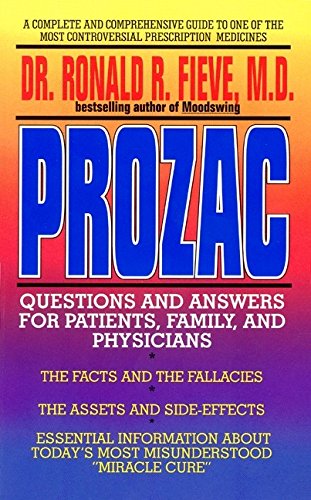 A COMPLETE AND COMPREHENSIVE GUIDE TO ONE OF THE
MOST CONTROVERSIAL PRESCRIPTION MEDICINES
DR. RONALD R. FIEVE, M.D.
bestselling author of Moodswing
PROZAC
QUESTIONS AND ANSWERS
FOR PATIENTS, FAMILY, AND
PHYSICIANS
*
THE FACTS AND THE FALLACIES
*
THE ASSETS AND SIDE-EFFECTS
*
ESSENTIAL INFORMATION ABOUT
TODAY'S MOST MISUNDERSTOOD
"MIRACLE CURE"